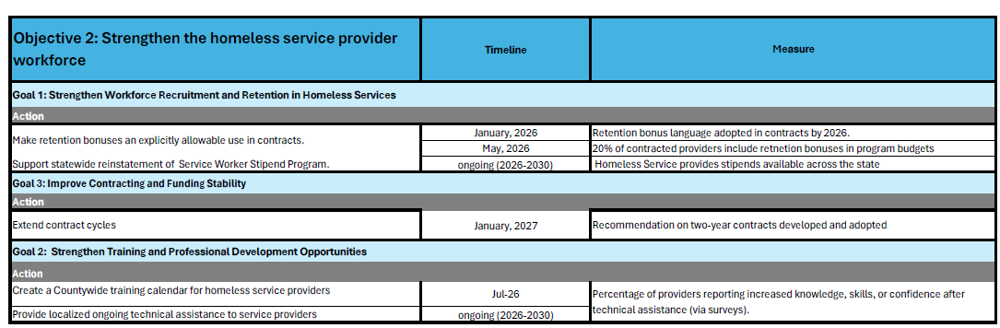 Objective 2: Strengthen the homeless service provider
workforce
Timeline
Measure
Goal 1: Strengthen Workforce Recruitment and Retention in Homeless Services
Action
Make retention bonuses an explicitly allowable use in contracts.
January, 2026
Retention bonus language adopted in contracts by 2026.
May, 2026
20% of contracted providers include retnetion bonuses in program budgets
Support statewide reinstatement of Service Worker Stipend Program.
ongoing (2026-2030)
Homeless Service provides stipends available across the state
Goal 3: Improve Contracting and Funding Stability
Action
Extend contract cycles
January, 2027
Recommendation on two-year contracts developed and adopted
Goal 2: Strengthen Training and Professional Development Opportunities
Action
Create a Countywide training calendar for homeless service providers
Jul-26
Percentage of providers reporting increased knowledge, skills, or confidence after
technical assistance (via surveys).
Provide localized ongoing technical assistance to service providers
ongoing (2026-2030)